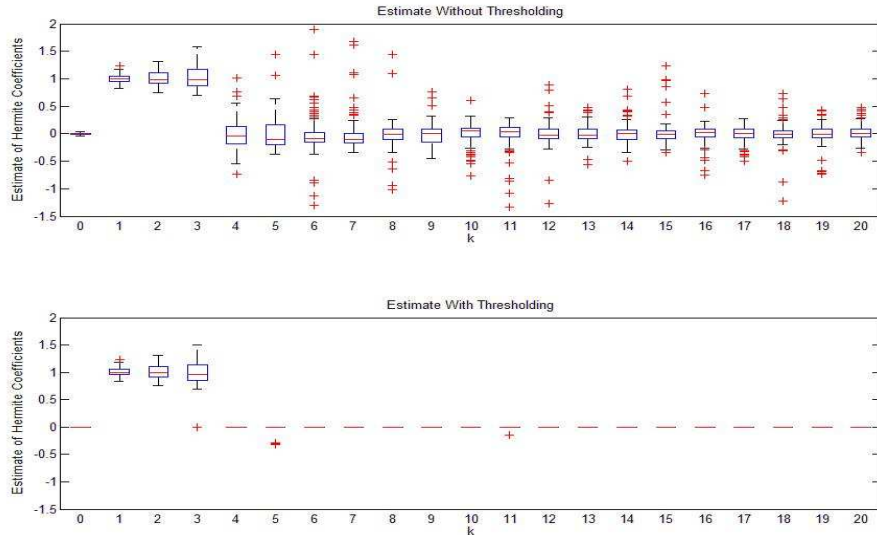 Estimate Without Thresholding
Estimate of Hermite Coefficients
2
1.5
1
0.5
0
-0.5
-1
-1.5
0 1 2 3 4 5 6 7 8 9 10 11 12 13 14 15 16 17 18 19 20
k
Estimate With Thresholding
Estimate of Hermite Coefficients
2
1.5
1
0.5
0
-0.5
-1
-1.5
0 1 2 3 4 5 6 7 8 9 10 11 12 13 14 15 16 17 18 19 20
k